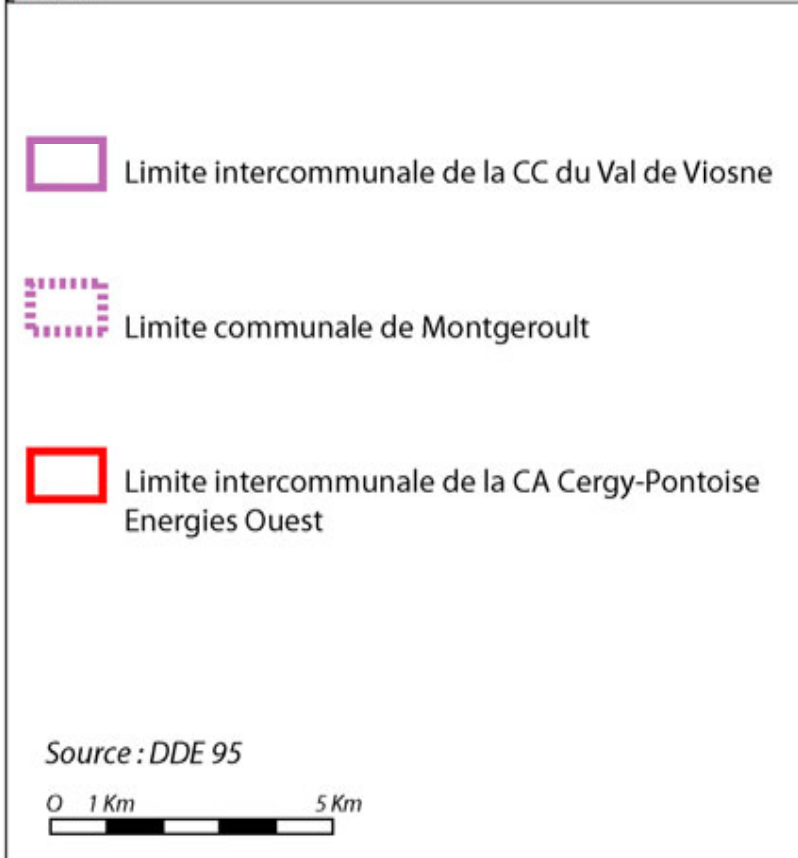 Limite intercommunale de la CC du Val de Viosne
Limite communale de Montgeroult
Limite intercommunale de la CA Cergy-Pontoise
Energies Ouest
Source : DDE 95
O 1 Km 5 Km